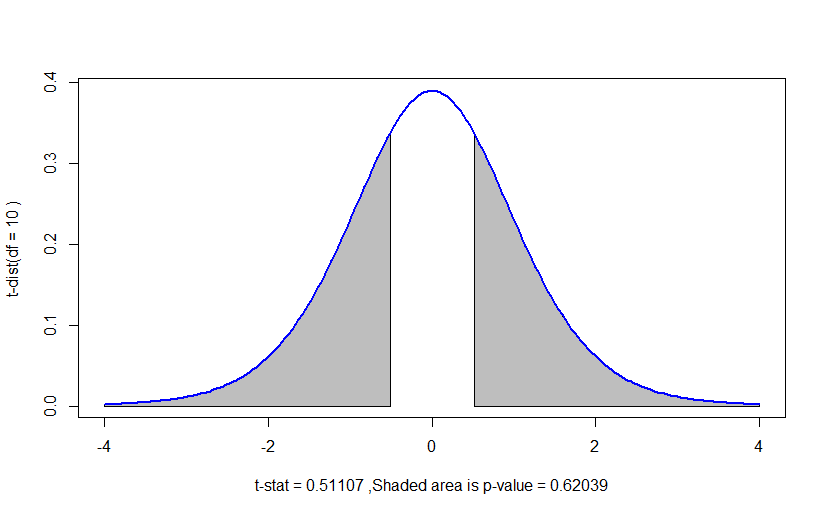 t-dist(df = 10 )
0.4
0.3
0.2
0.1
0.0
-4 -2 0 2 4
t-stat = 0.51107 ,Shaded area is p-value = 0.62039